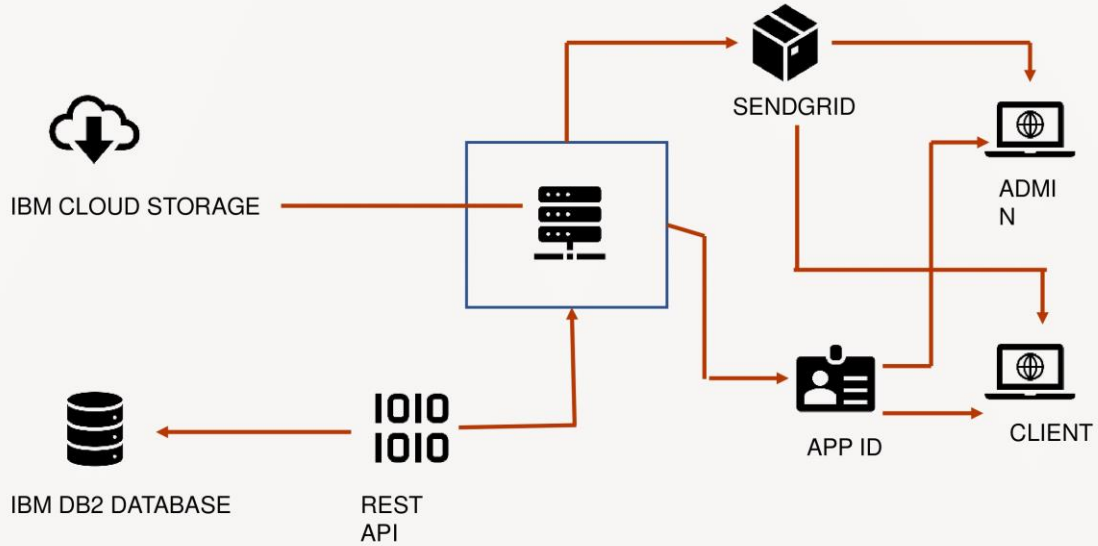 SENDGRID
ADMI
N
IBM CLOUD STORAGE
1010
1010
CLIENT
APP ID
IBM DB2 DATABASE
REST
API